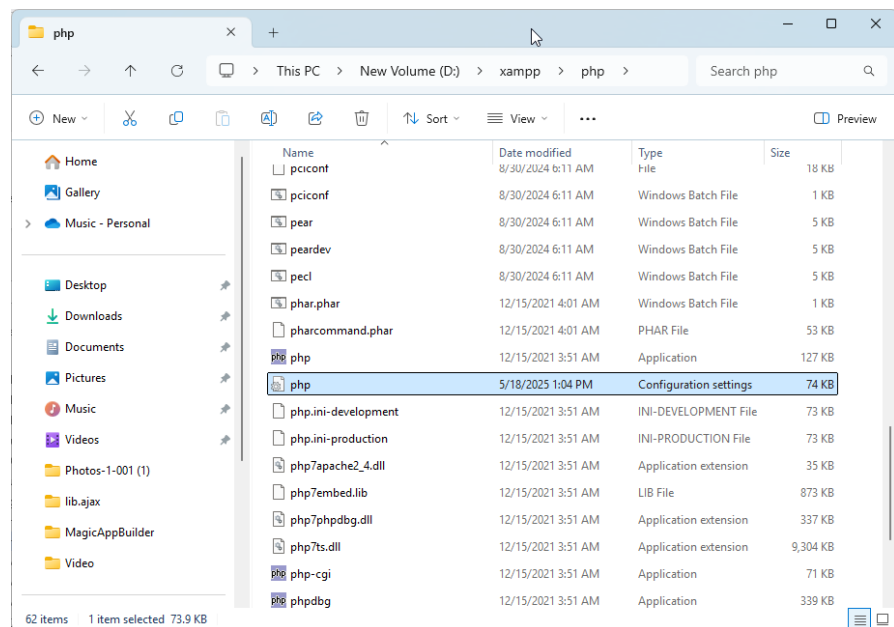 php
This PC > New Volume (D:) > xampp > php > Search php
New Sort View ... Preview
Name Date modified Type Size
Home
Gallery
Music - Personal
Desktop
Downloads
Documents
Pictures
Music
Videos
Photos-1-001 (1)
lib.ajax
MagicAppBuilder
Video
pciconf 8/30/2024 6:11 AM File 18 KB
pciconf 8/30/2024 6:11 AM Windows Batch File 1 KB
pear 8/30/2024 6:11 AM Windows Batch File 5 KB
peardev 8/30/2024 6:11 AM Windows Batch File 5 KB
pecl 8/30/2024 6:11 AM Windows Batch File 5 KB
phar.phar 12/15/2021 4:01 AM Windows Batch File 1 KB
pharcommand.phar 12/15/2021 4:01 AM PHAR File 53 KB
php php 12/15/2021 3:51 AM Application 127 KB
php 5/18/2025 1:04 PM Configuration settings 74 KB
php.ini-development 12/15/2021 3:51 AM INI-DEVELOPMENT File 73 KB
php.ini-production 12/15/2021 3:51 AM INI-PRODUCTION File 73 KB
php7apache2_4.dll 12/15/2021 3:51 AM Application extension 35 KB
php7embed.lib 12/15/2021 3:51 AM LIB File 873 KB
php7phpdbg.dll 12/15/2021 3:51 AM Application extension 337 KB
php7ts.dll 12/15/2021 3:51 AM Application extension 9,304 KB
php php-cgi 12/15/2021 3:51 AM Application 71 KB
php phpdbg 12/15/2021 3:51 AM Application 339 KB
62 items 1 item selected 73.9 KB